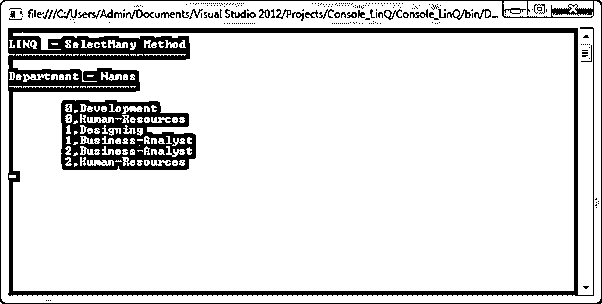 file:///C:/Users/Admin/Documents/Visual Studio 2012/Projects/Console_LinQ/Console_LinQ/bin/D...
LINQ - SelectMany Method
Department - Names
0,Development
0,Human-Resources
1,Designing
1,Business-Analyst
2,Business-Analyst
2,Human-Resources